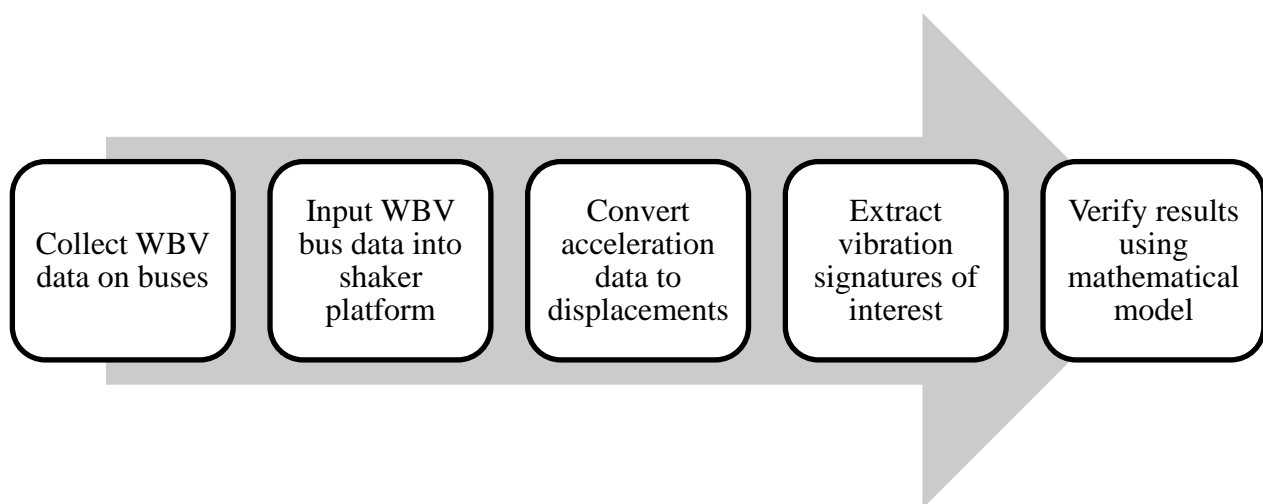 Collect WBV
data on buses
Input WBV
bus data into
shaker
platform
Convert
acceleration
data to
displacements
Extract
vibration
signatures of
interest
Verify results
using
mathematical
model